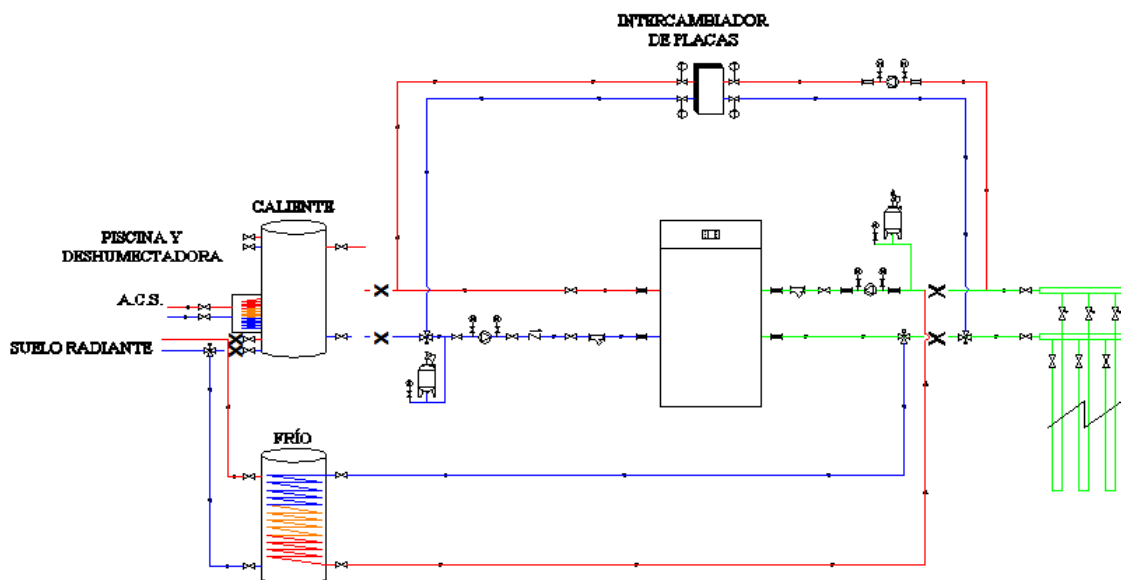 INTERCAMBIADOR
DE PLACAS
CALIENTE
PISCINA Y
DESHUMECTADORA
A.C.S.
SUELO RADIANTE
FRÍO